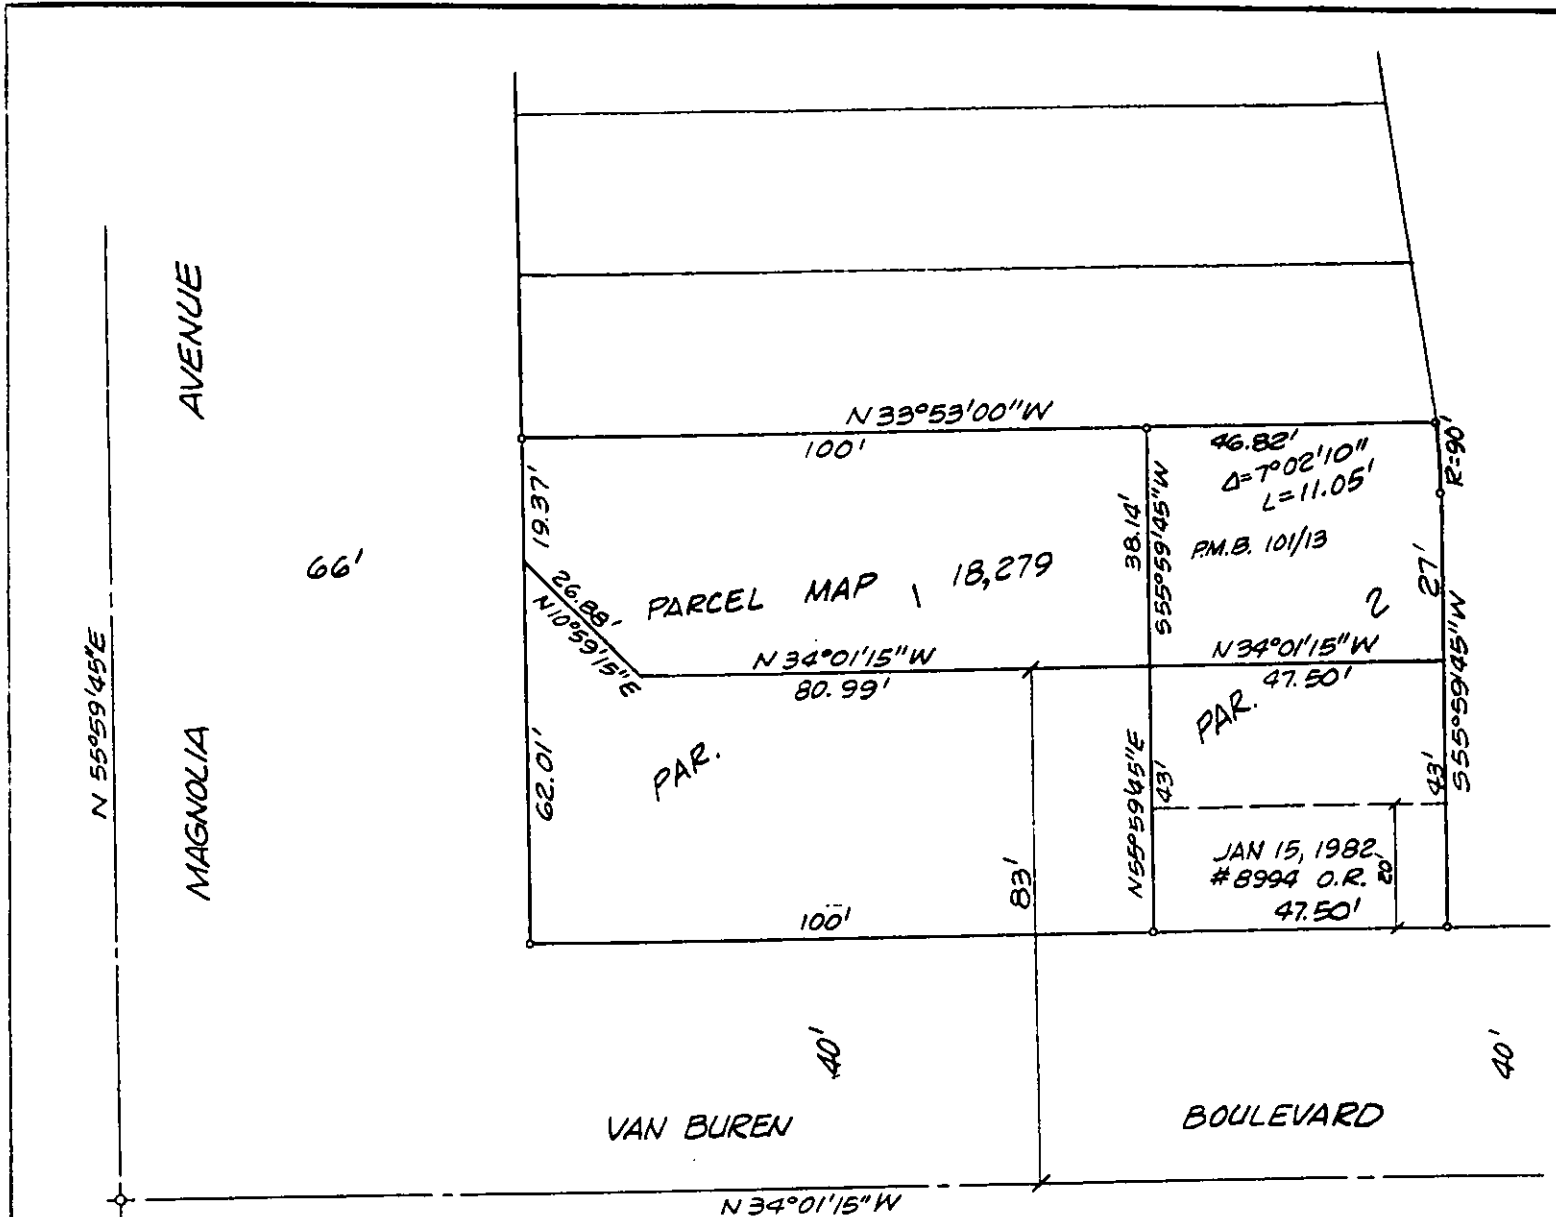 AVENUE
N 33°53'00" W
100'
46.82'
Δ=7°02'10"
L=11.05'
R=90'
19.37'
38.14'
S55°59'45"W
P.M.B. 101/13
66'
26.88'
N10°59'15"E
PARCEL MAP 1 18,279
2
27'
N 34°01'15" W
80.99'
N 34°01'15" W
47.50'
S55°59'45"W
N 55°59'45"E
MAGNOLIA
62.01'
PAR.
PAR.
N55°59'45"E
43'
43'
83'
JAN 15, 1982
#8994 O.R.
20'
47.50'
100'
40'
40'
VAN BUREN BOULEVARD
N 34°01'15" W